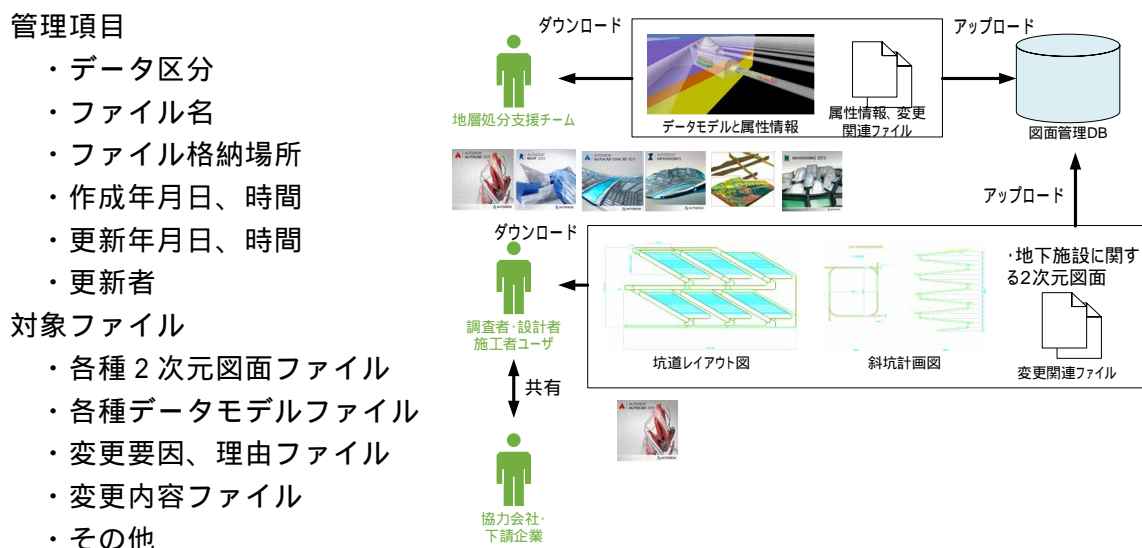 管理項目
・データ区分
・ファイル名
・ファイル格納場所
・作成年月日、時間
・更新年月日、時間
・更新者
対象ファイル
・各種２次元図面ファイル
・各種データモデルファイル
・変更要因、理由ファイル
・変更内容ファイル
・その他
ダウンロード
アップロード
地層処分支援チーム
データモデルと属性情報
属性情報、変更
関連ファイル
図面管理DB
アップロード
ダウンロード
・地下施設に関す
る2次元図面
調査者・設計者
施工者ユーザ
坑道レイアウト図
斜坑計画図
変更関連ファイル
共有
協力会社・
下請企業